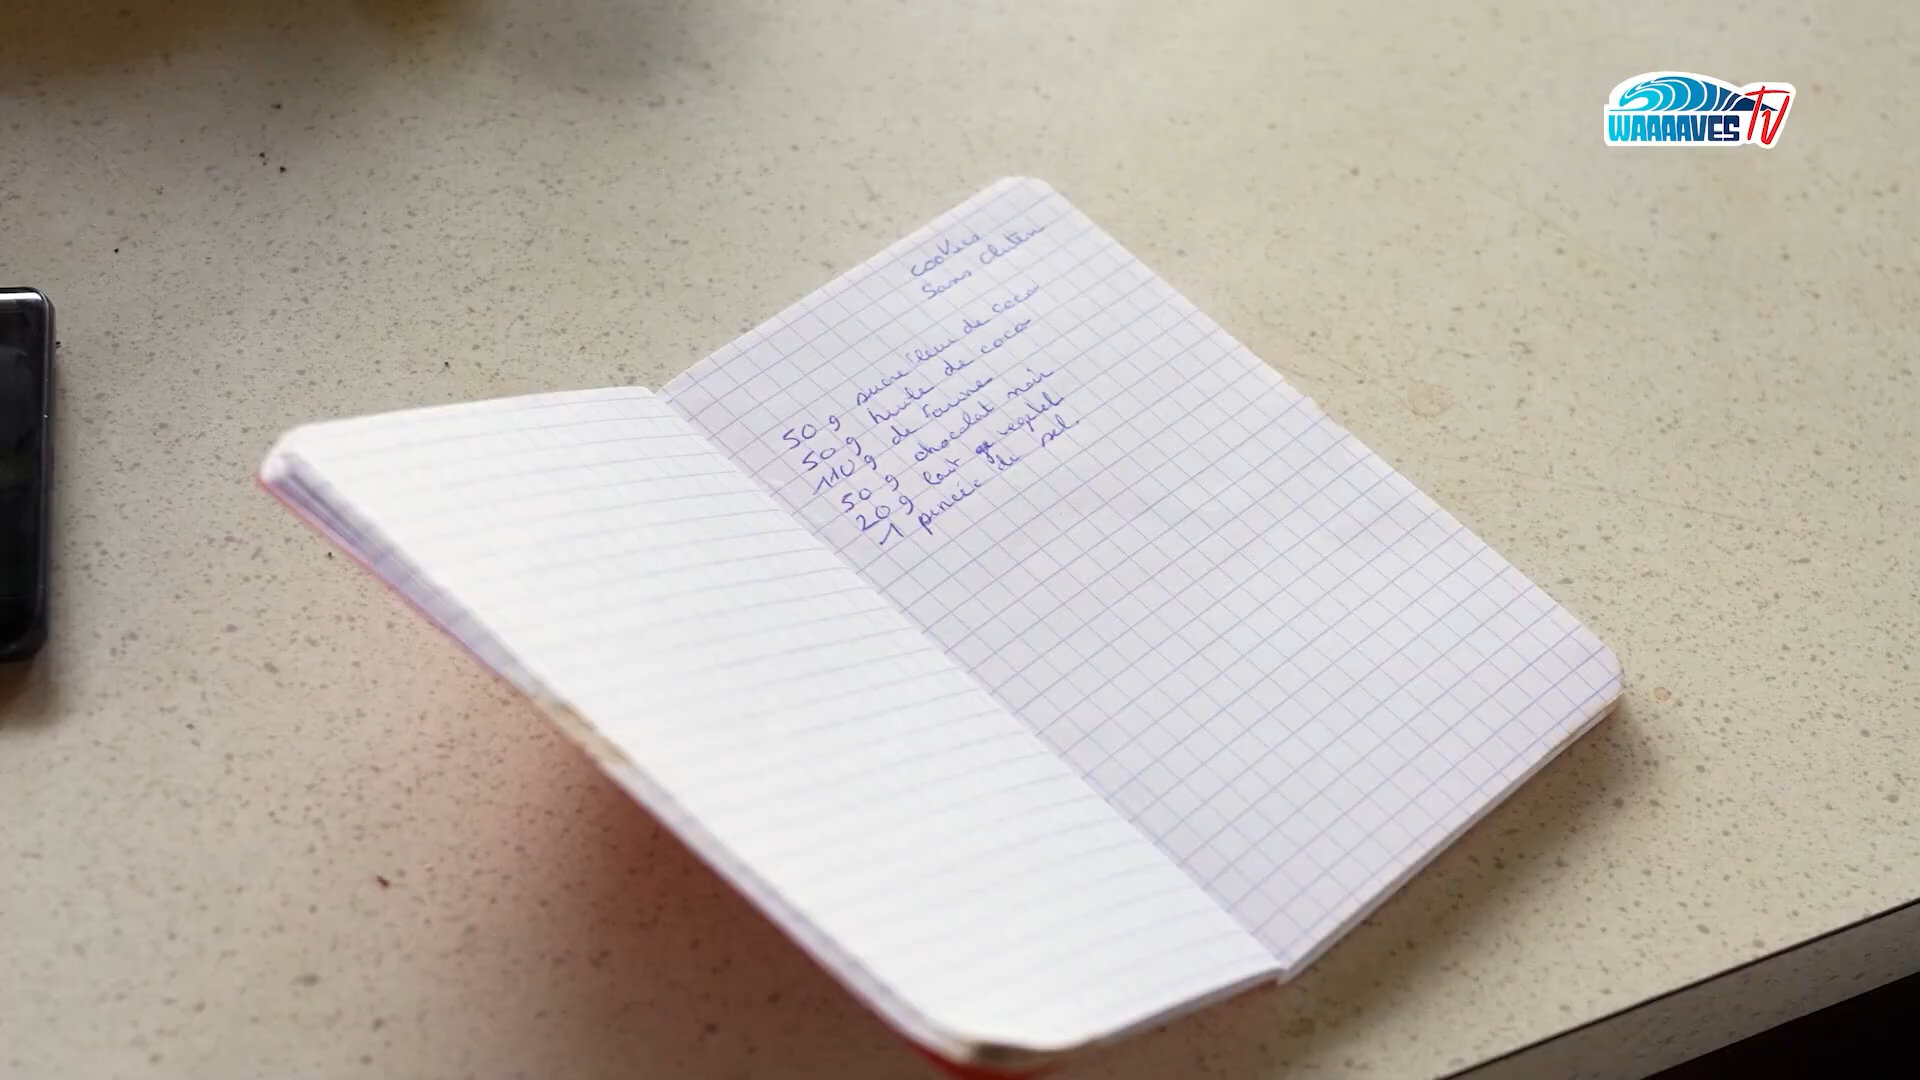 cookies
Sans Gluten
50 g sucre fleur de coco
50 g huile de coco
110 g de farine
50 g chocolat noir
20 g lait végétal
1 pincée de sel.
WAAAAVES TV